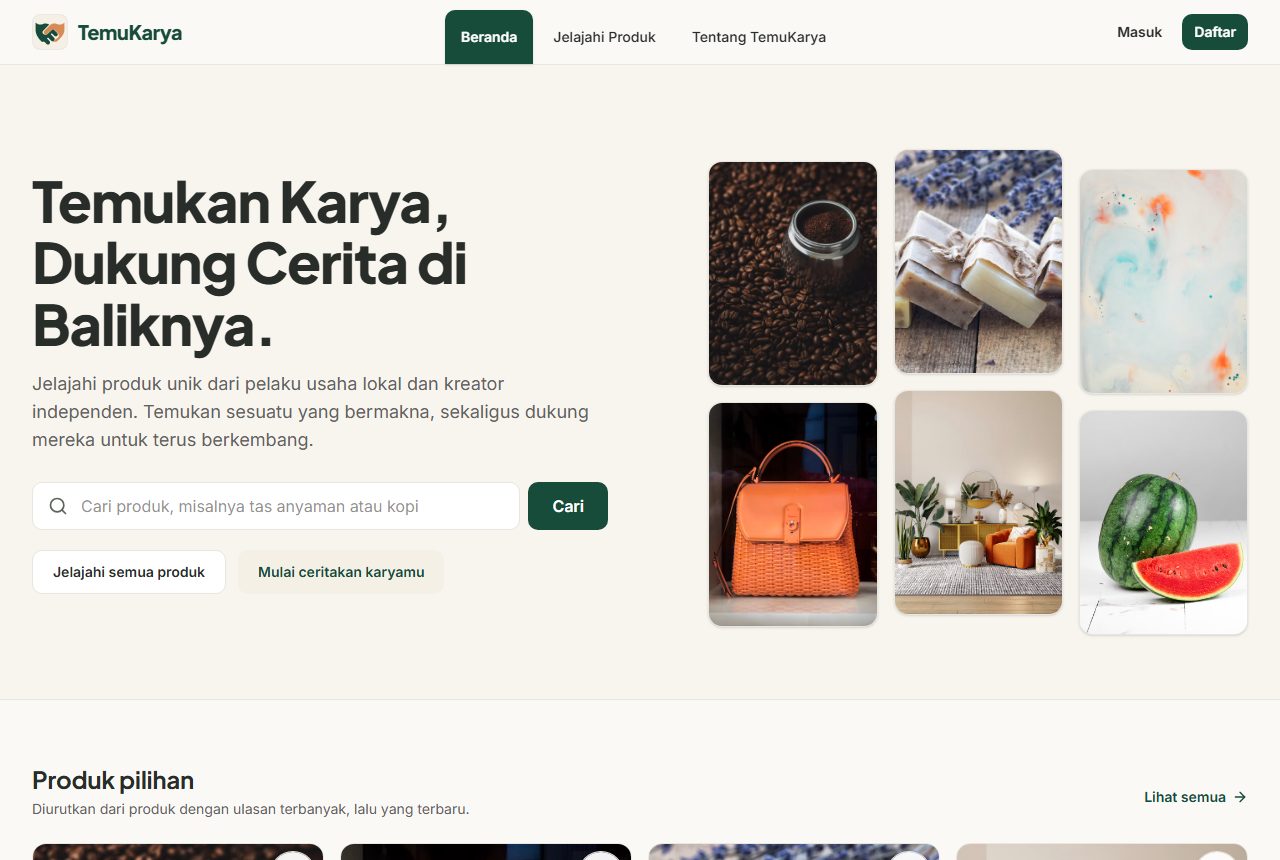 TemuKarya
Beranda
Jelajahi Produk
Tentang TemuKarya
Masuk
Daftar
Temukan Karya,
Dukung Cerita di
Baliknya.
Jelajahi produk unik dari pelaku usaha lokal dan kreator
independen. Temukan sesuatu yang bermakna, sekaligus dukung
mereka untuk terus berkembang.
Cari produk, misalnya tas anyaman atau kopi
Cari
Jelajahi semua produk
Mulai ceritakan karyamu
Produk pilihan
Diurutkan dari produk dengan ulasan terbanyak, lalu yang terbaru.
Lihat semua